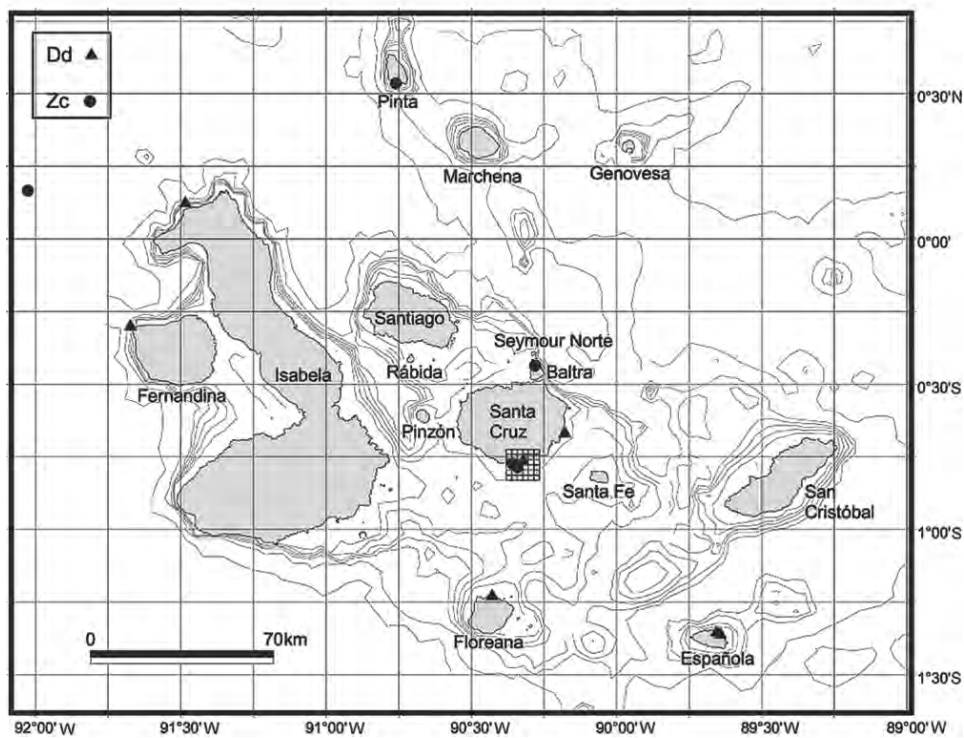 Dd
Zc
Pinta
Marchena
Genovesa
Santiago
Seymour Norte
Rábida
Baltra
Isabela
Fernandina
Pinzón
Santa
Cruz
Santa Fe
San
Cristóbal
Floreana
Española
0
70km
0°30'N
0°00'
0°30'S
1°00'S
1°30'S
92°00'W
91°30'W
91°00'W
90°30'W
90°00'W
89°30'W
89°00'W